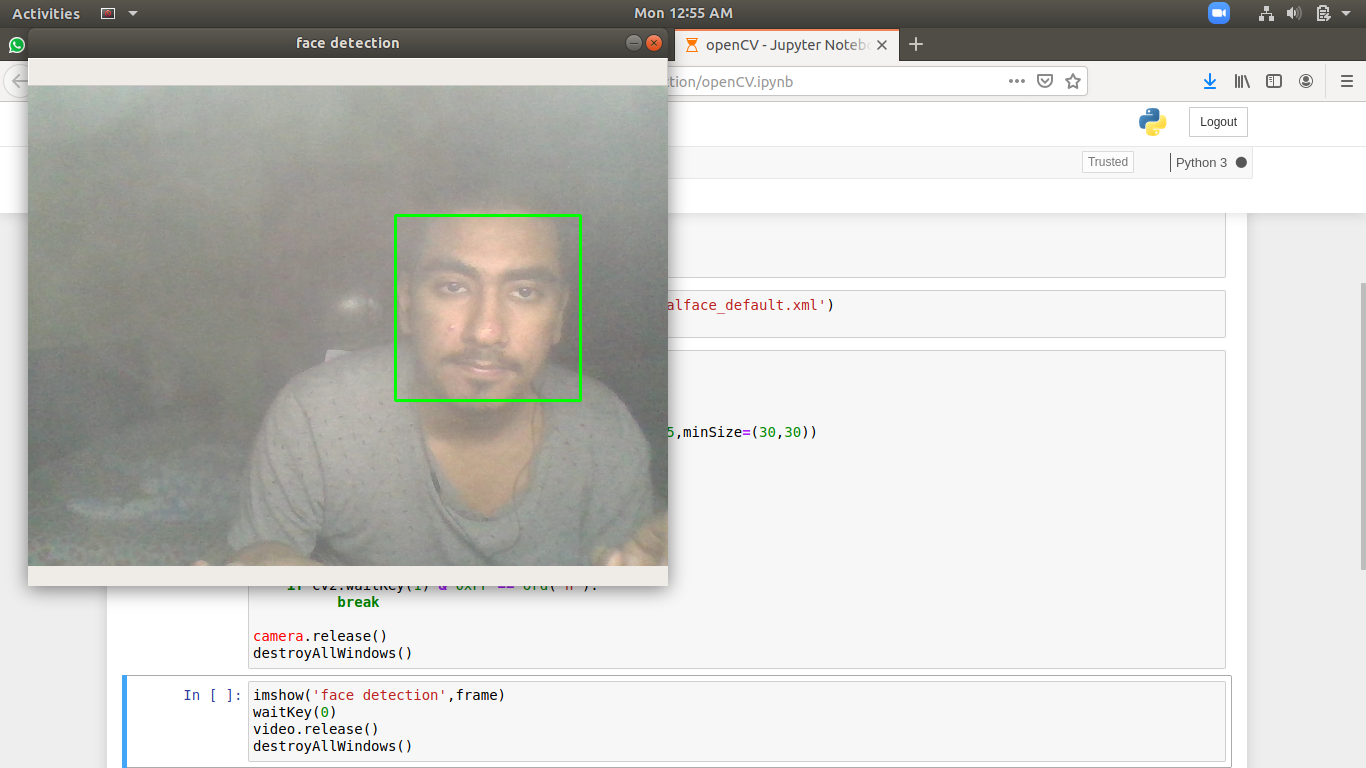 Activities
Mon 12:55 AM
face detection
openCV - Jupyter Noteb
tion/openCV.ipynb
Logout
Trusted
Python 3
alface_default.xml')
5,minSize=(30,30))
break
camera.release()
destroyAllWindows()
In [ ]:
imshow('face detection',frame)
waitKey(0)
video.release()
destroyAllWindows()